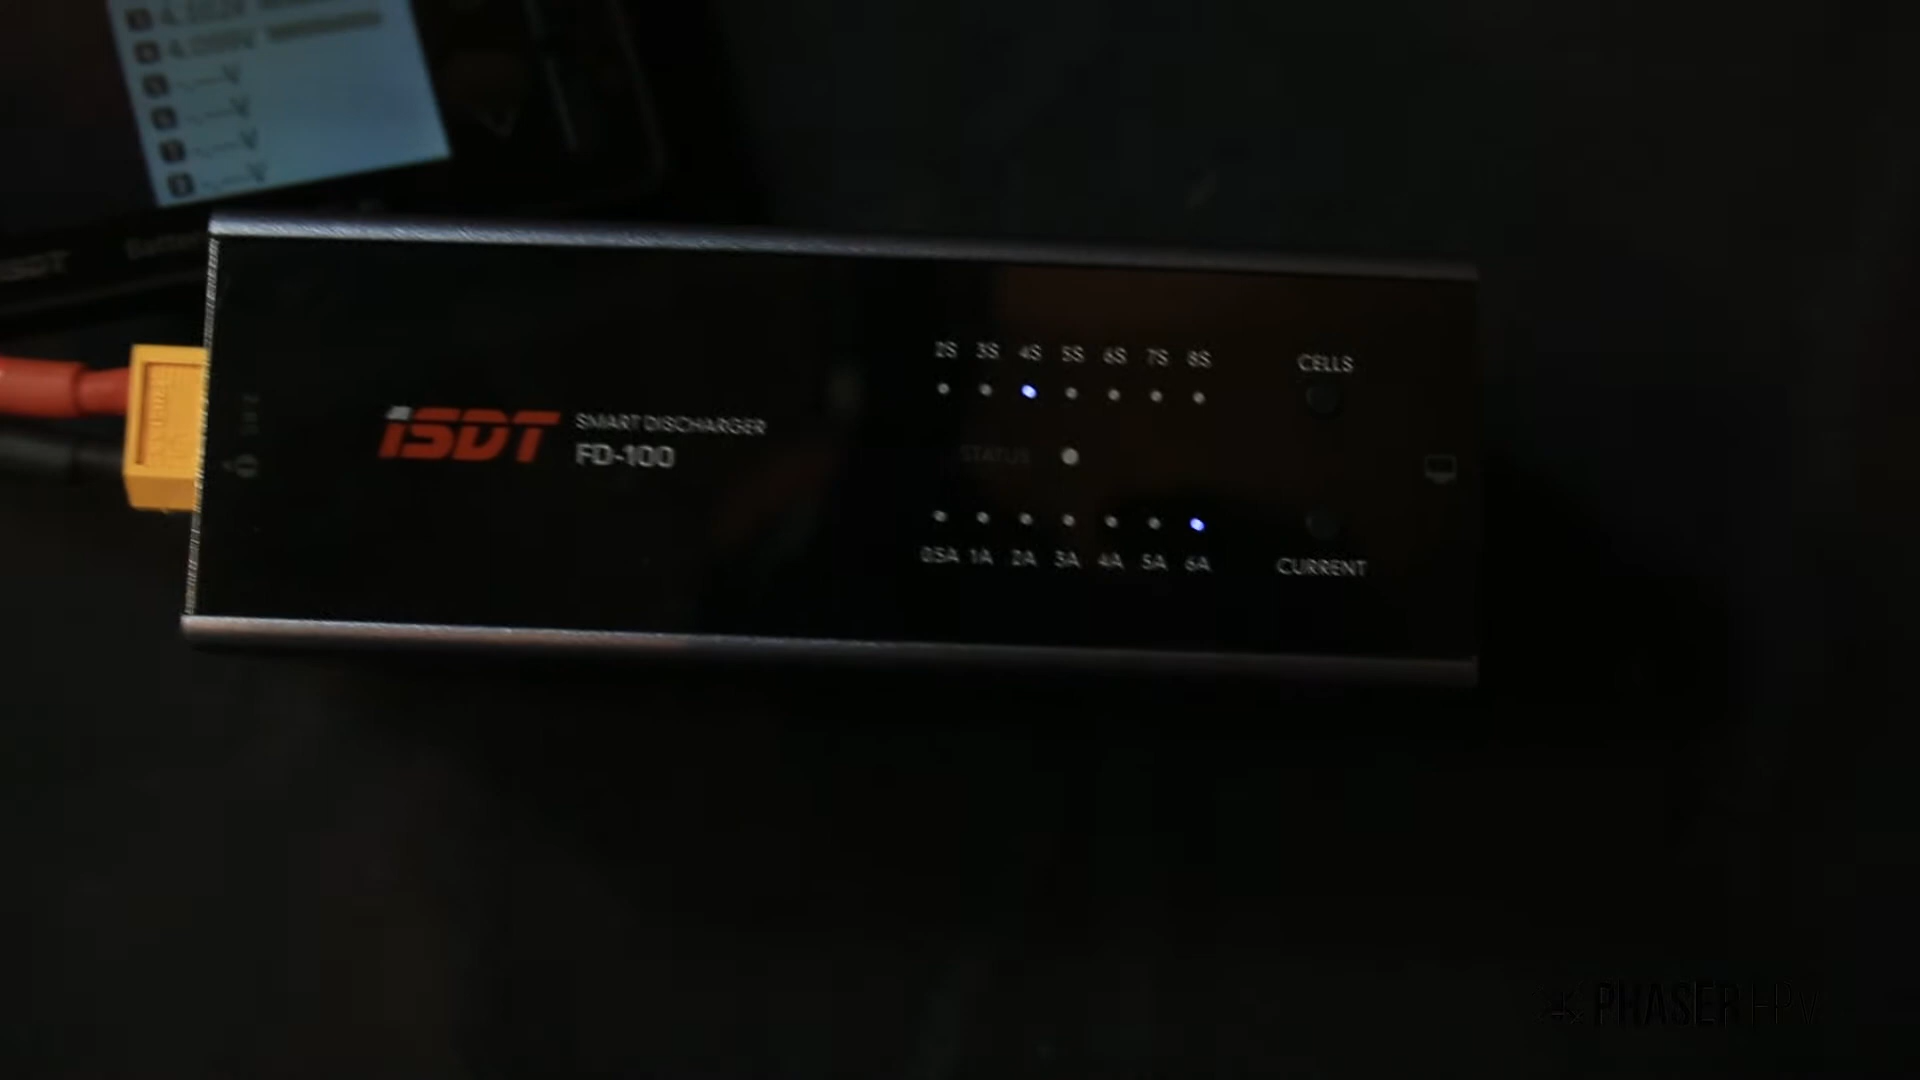 iSDT
SMART DISCHARGER
FD-100
2S 3S 4S 5S 6S 7S 8S
CELLS
STATUS
0.5A 1A 2A 3A 4A 5A 6A
CURRENT
PHASER FPV